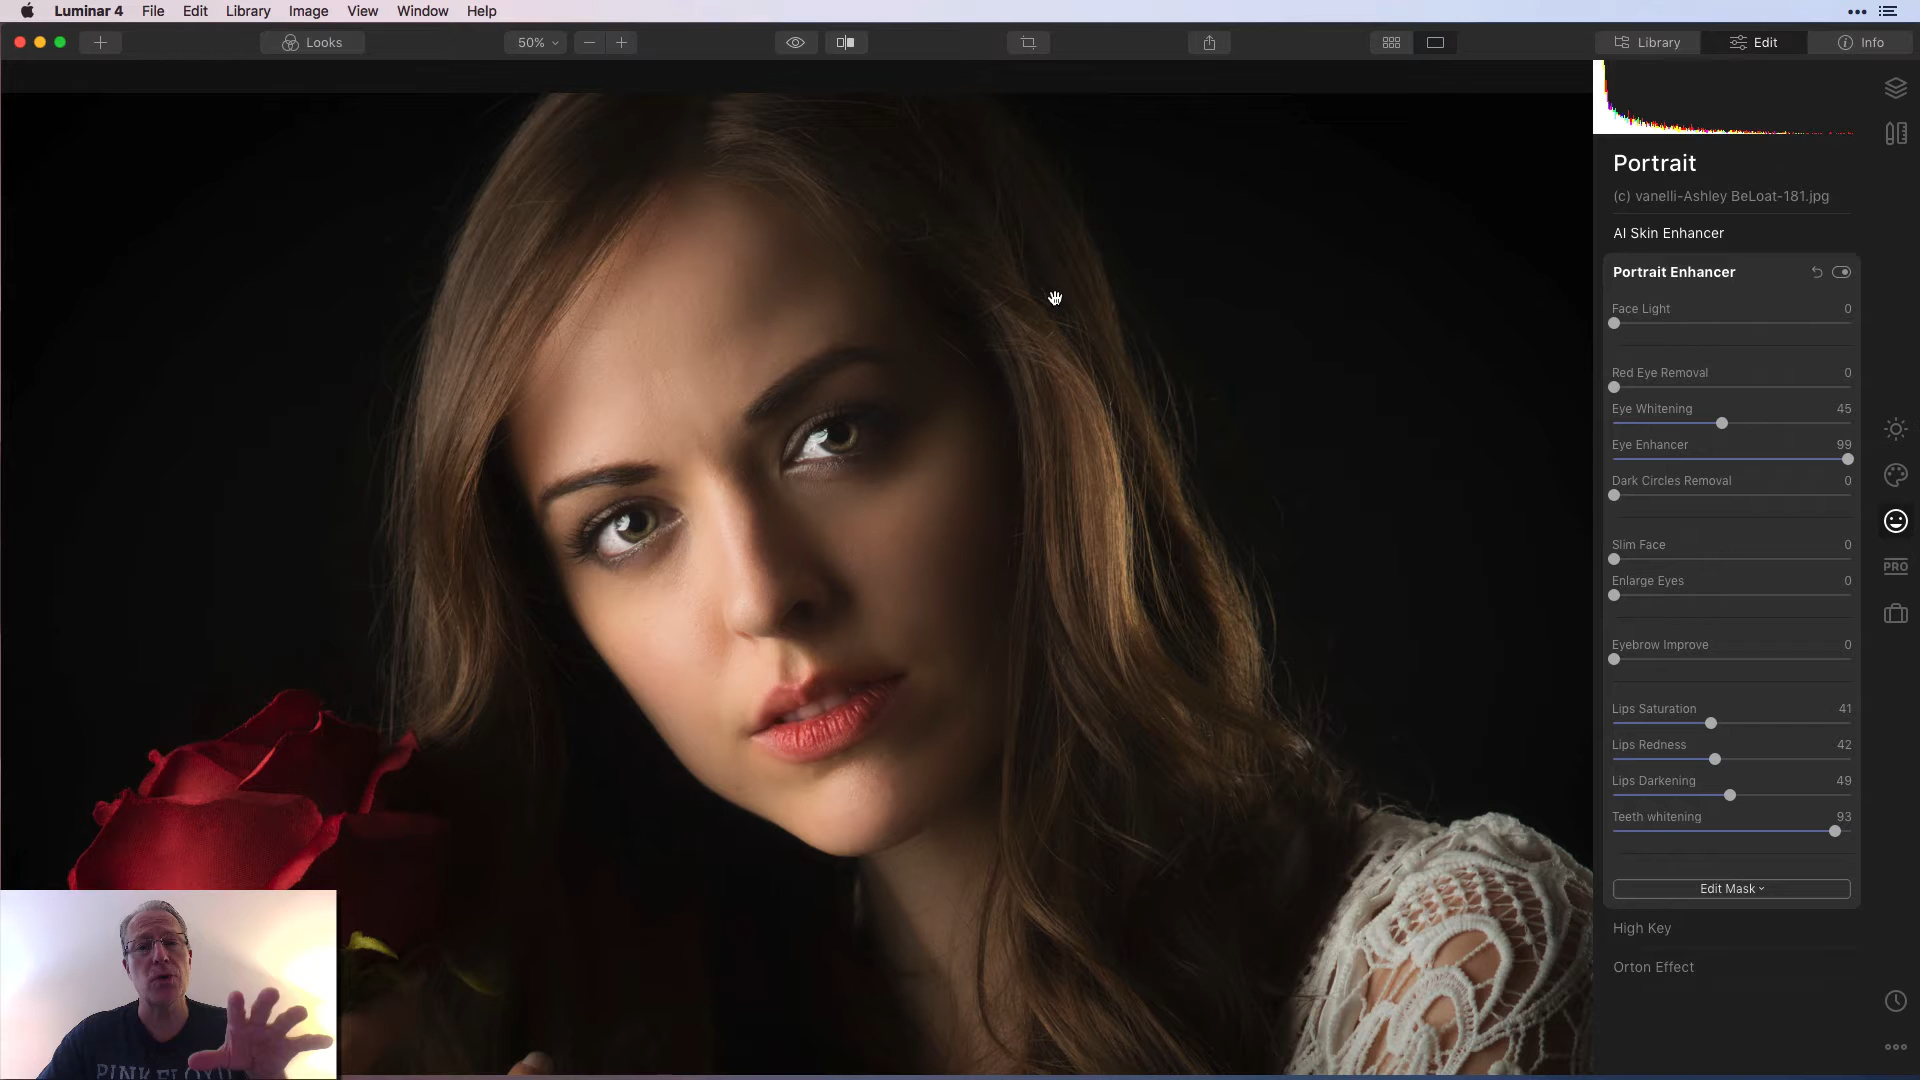 Luminar 4 File Edit Library Image View Window Help
Looks 50% Library Edit Info
Portrait
(c) vanelli-Ashley BeLoat-181.jpg
AI Skin Enhancer
Portrait Enhancer
Face Light 0
Red Eye Removal 0
Eye Whitening 45
Eye Enhancer 99
Dark Circles Removal 0
Slim Face 0
Enlarge Eyes 0
PRO
Eyebrow Improve 0
Lips Saturation 41
Lips Redness 42
Lips Darkening 49
Teeth whitening 93
Edit Mask
High Key
Orton Effect
PINK FLOYD